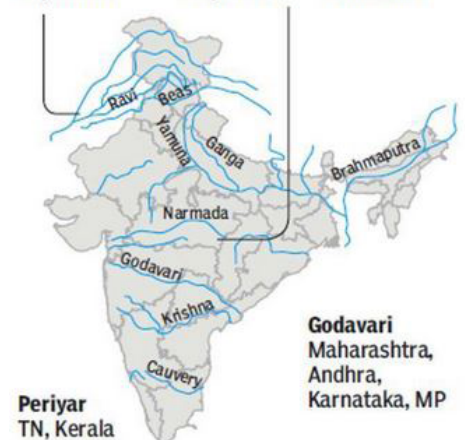 Ravi
Beas
Yamuna
Ganga
Brahmaputra
Narmada
Godavari
Krishna
Cauvery
Godavari
Maharashtra,
Andhra,
Karnataka, MP
Periyar
TN, Kerala